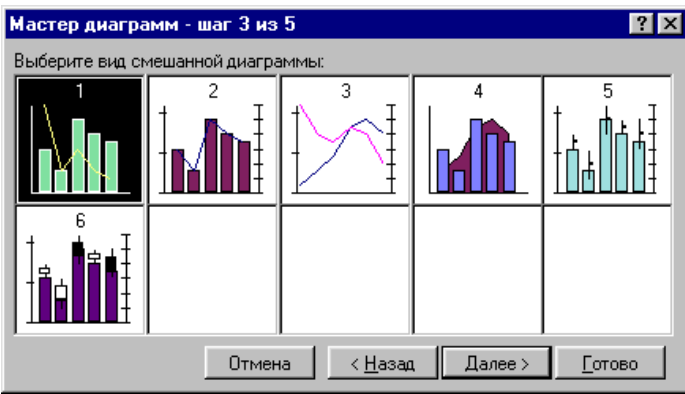 Мастер диаграмм - шаг 3 из 5
Выберите вид смешанной диаграммы:
1 2 3 4 5
6
Отмена < Назад Далее > Готово